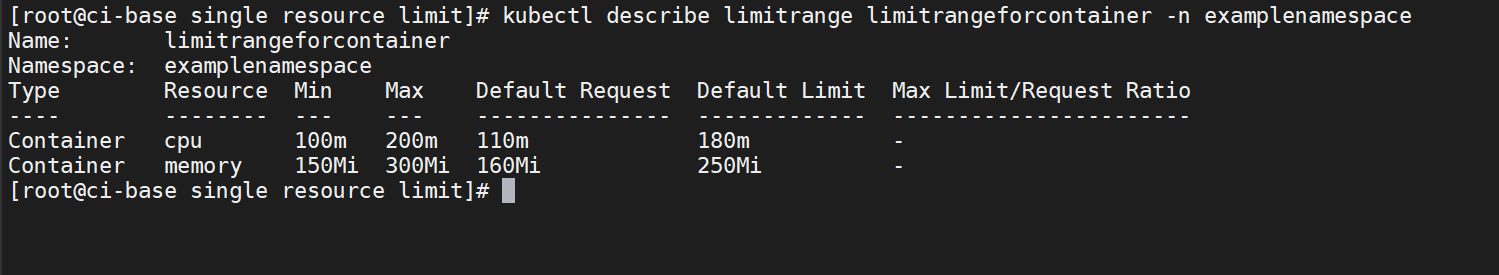 [root@ci-base single resource limit]# kubectl describe limitrange limitrangeforcontainer -n examplenamespace
Name:       limitrangeforcontainer
Namespace:  examplenamespace
Type        Resource  Min    Max    Default Request  Default Limit  Max Limit/Request Ratio
----        --------  ---    ---    ---------------  -------------  -----------------------
Container   cpu       100m   200m   110m             180m           -
Container   memory    150Mi  300Mi  160Mi            250Mi          -
[root@ci-base single resource limit]#